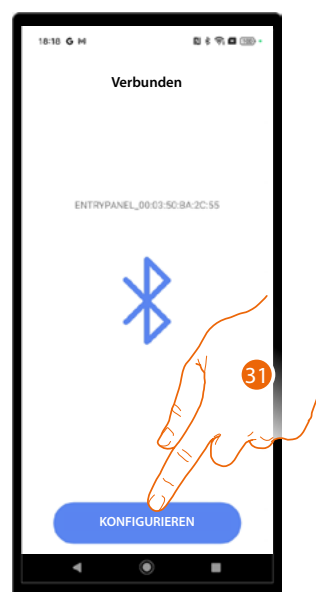 18:18 G M
Verbunden
ENTRYPANEL_00:03:50:BA:2C:55
31
KONFIGURIEREN